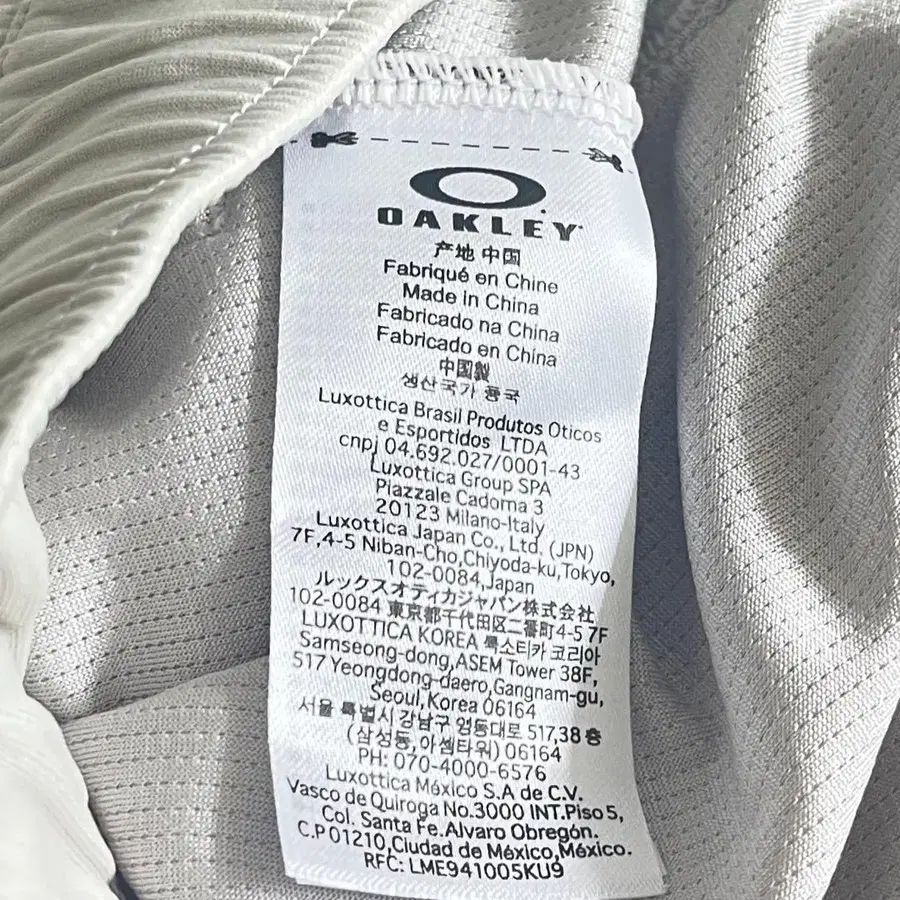 OAKLEY
产地 中国
Fabriqué en Chine
Made in China
Fabricado na China
Fabricado en China
中国製
생산국가 중국
Luxottica Brasil Produtos Oticos
e Esportidos LTDA
cnpj 04.692.027/0001-43
Luxottica Group SPA
Piazzale Cadorna 3
20123 Milano-Italy
Luxottica Japan Co., Ltd. (JPN)
7F,4-5 Niban-Cho,Chiyoda-ku,Tokyo,
102-0084,Japan
ルックスオティカジャパン株式会社
102-0084 東京都千代田区二番町4-5 7F
LUXOTTICA KOREA 룩소티카 코리아
Samseong-dong,ASEM Tower 38F,
517 Yeongdong-daero,Gangnam-gu,
Seoul,Korea 06164
서울 특별시 강남구 영동대로 517,38층
(삼성동,아셈타워) 06164
PH: 070-4000-6576
Luxottica México S.A de C.V.
Vasco de Quiroga No.3000 INT.Piso 5,
Col. Santa Fe.Alvaro Obregón.
C.P 01210,Ciudad de México,México.
RFC: LME941005KU9